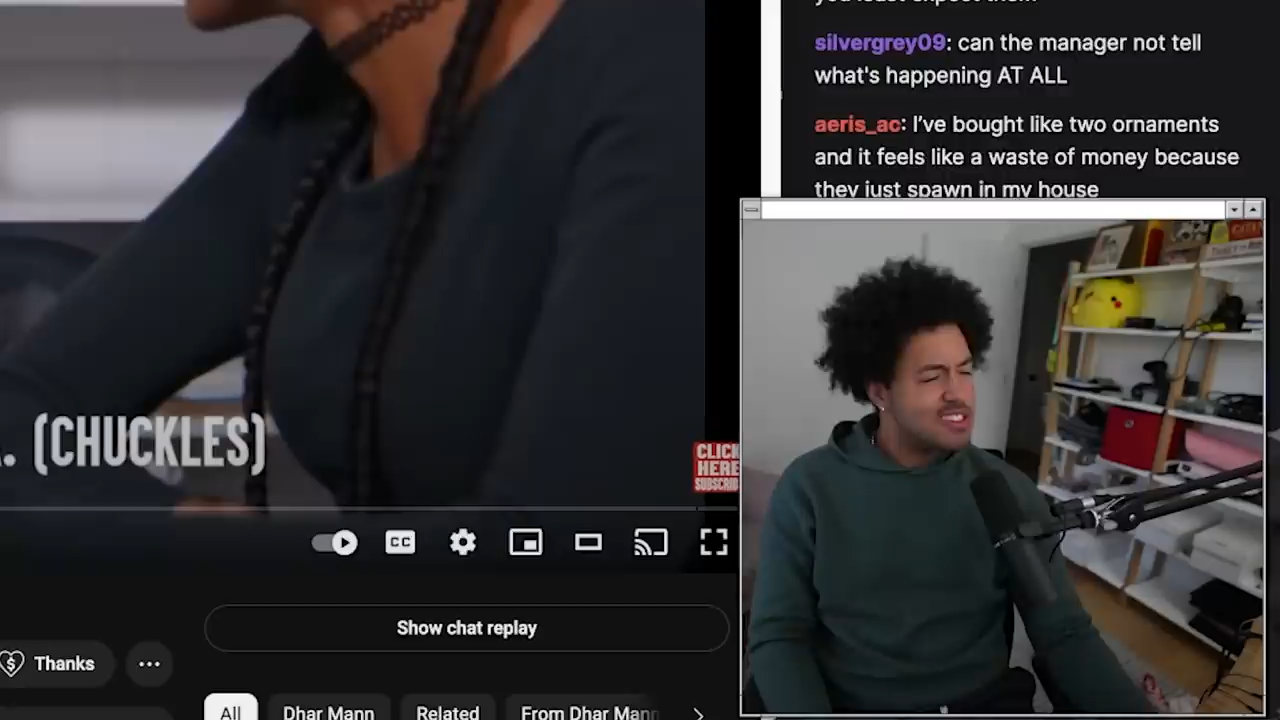 silvergrey09: can the manager not tell
what's happening AT ALL
aeris_ac: I've bought like two ornaments
and it feels like a waste of money because
they just spawn in my house
. (CHUCKLES)
CLICK
HERE
CC
Show chat replay
Thanks
All
Dhar Mann
Related
From Dhar Mann